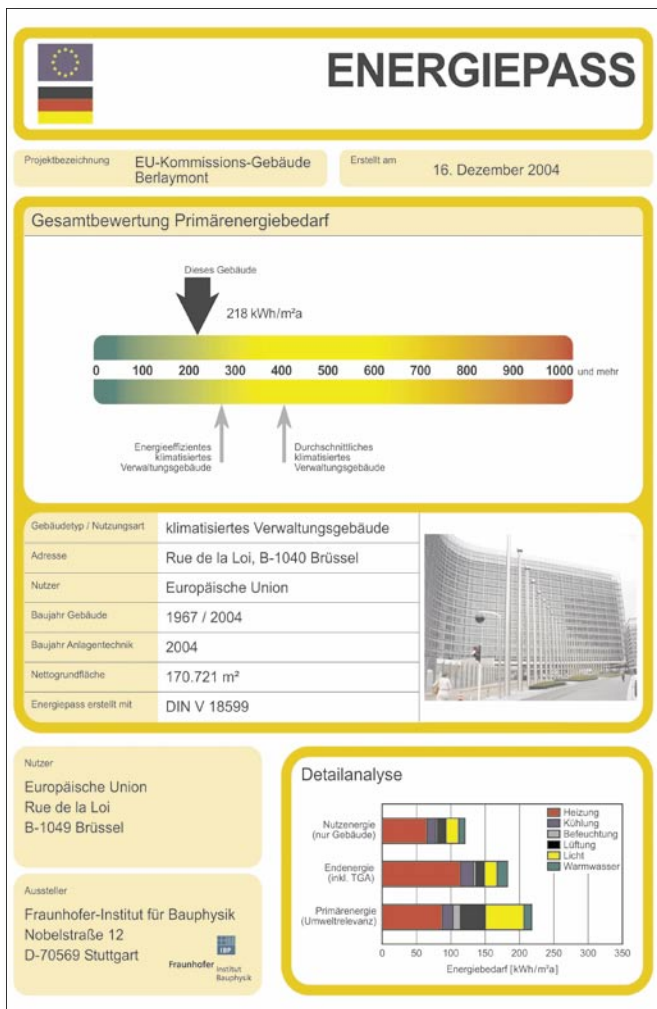 ENERGIEPASS
Projektbezeichnung
EU-Kommissions-Gebäude
Berlaymont
Erstellt am
16. Dezember 2004
Gesamtbewertung Primärenergiebedarf
Dieses Gebäude
218 kWh/m²a
0 100 200 300 400 500 600 700 800 900 1000 und mehr
Energieeffizientes
klimatisiertes
Verwaltungsgebäude
Durchschnittliches
klimatisiertes
Verwaltungsgebäude
Gebäudetyp / Nutzungsart klimatisiertes Verwaltungsgebäude
Adresse Rue de la Loi, B-1040 Brüssel
Nutzer Europäische Union
Baujahr Gebäude 1967 / 2004
Baujahr Anlagentechnik 2004
Nettogrundfläche 170.721 m²
Energiepass erstellt mit DIN V 18599
Nutzer
Europäische Union
Rue de la Loi
B-1049 Brüssel
Aussteller
Fraunhofer-Institut für Bauphysik
Nobelstraße 12
D-70569 Stuttgart
IBP
Fraunhofer Institut
Bauphysik
Detailanalyse
Nutzenergie
(nur Gebäude)
Endenergie
(inkl. TGA)
Primärenergie
(Umweltrelevanz)
Heizung
Kühlung
Befeuchtung
Lüftung
Licht
Warmwasser
0 50 100 150 200 250 300 350
Energiebedarf [kWh/m²a]